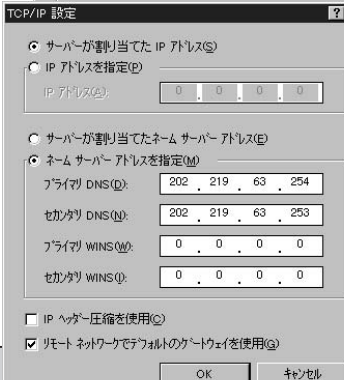 TCP/IP 設定
?
サーバーが割り当てた IP アドレス(S)
IP アドレスを指定(P)
IP アドレス(A): 0 . 0 . 0 . 0
サーバーが割り当てたネーム サーバー アドレス(E)
ネーム サーバー アドレスを指定(M)
プライマリ DNS(D): 202 . 219 . 63 . 254
セカンダリ DNS(N): 202 . 219 . 63 . 253
プライマリ WINS(W): 0 . 0 . 0 . 0
セカンダリ WINS(I): 0 . 0 . 0 . 0
IP ヘッダー圧縮を使用(C)
リモート ネットワークでデフォルトのゲートウェイを使用(G)
OK キャンセル